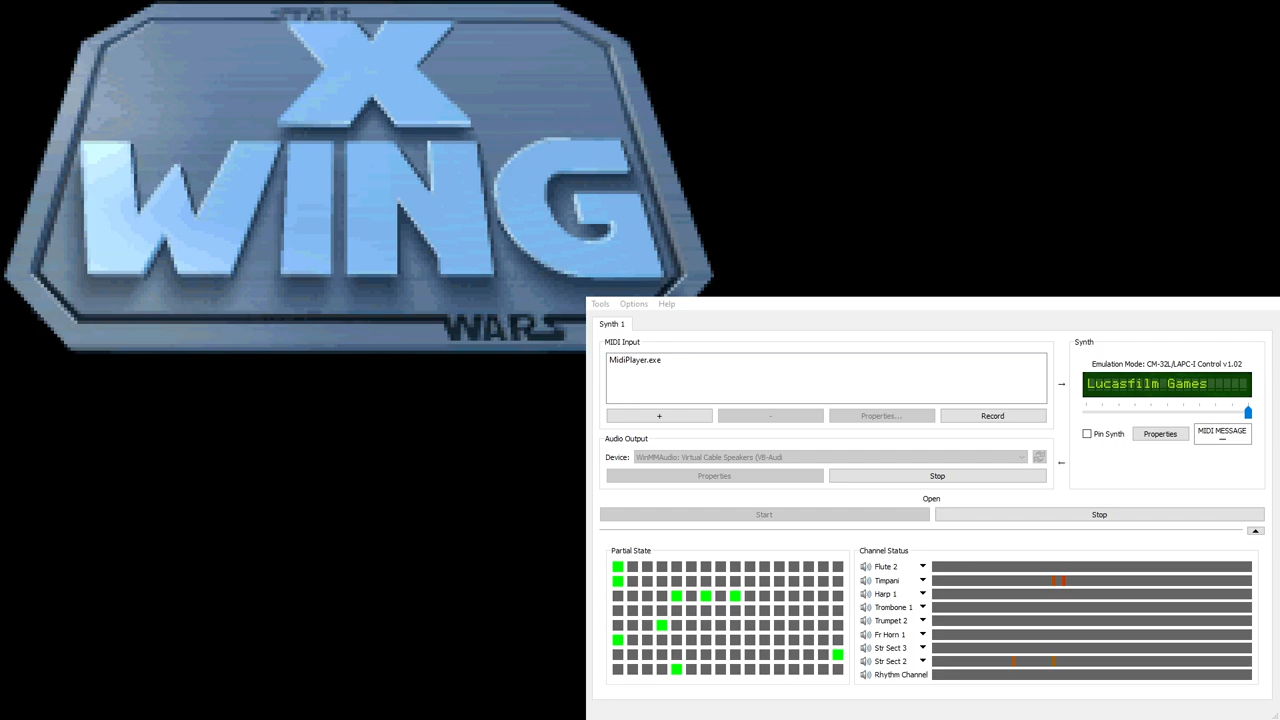 STAR
X
WING
WARS
Tools Options Help
Synth 1
MIDI Input
MidiPlayer.exe
+ - Properties... Record
Audio Output
Device: WinMMAudio: Virtual Cable Speakers (VB-Audi
Properties Stop
Synth
Emulation Mode: CM-32L/LAPC-I Control v1.02
Lucasfilm Games
Pin Synth Properties MIDI MESSAGE
Open
Start Stop
Partial State
Channel Status
Flute 2
Timpani
Harp 1
Trombone 1
Trumpet 2
Fr Horn 1
Str Sect 3
Str Sect 2
Rhythm Channel